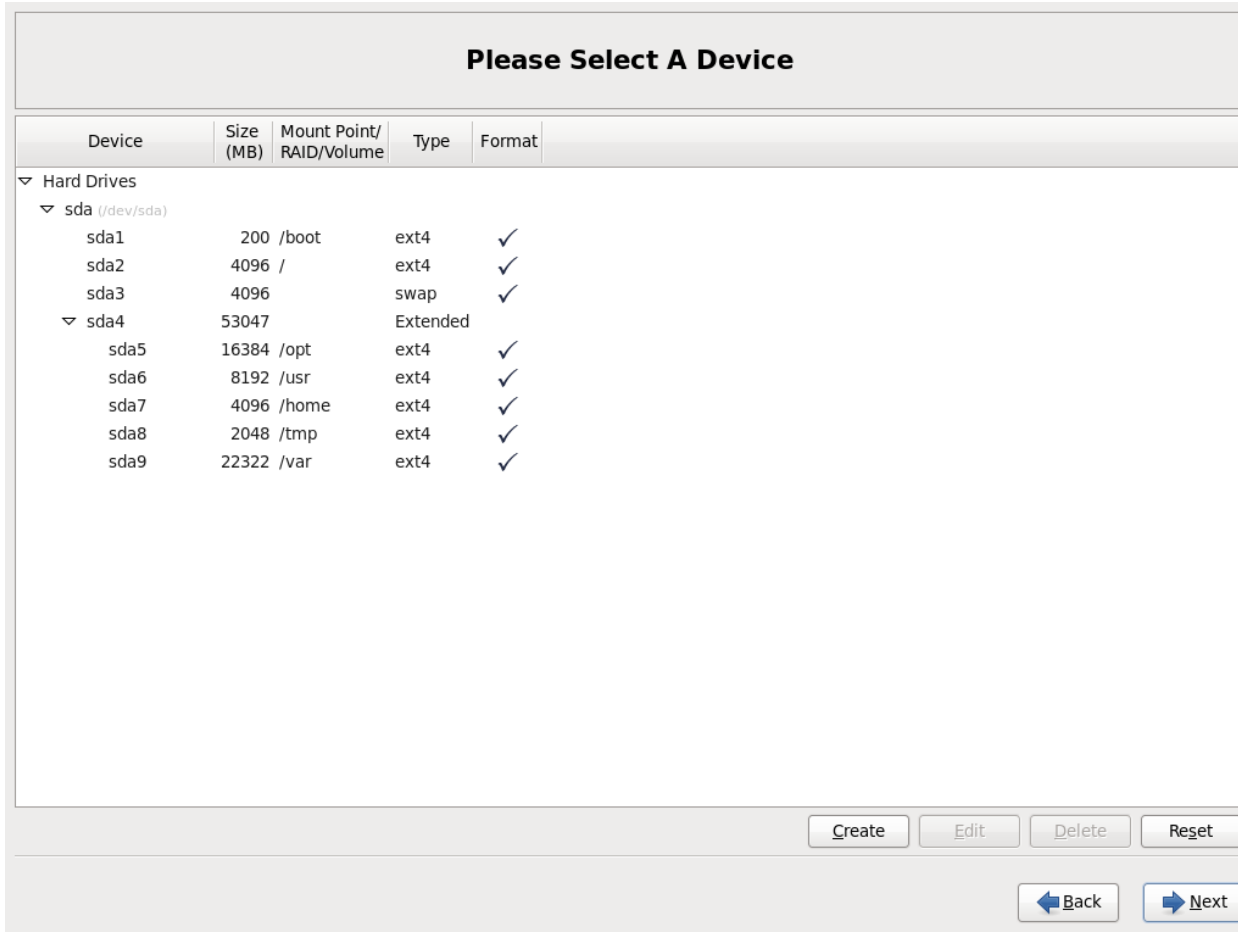 Please Select A Device
Device Size (MB) Mount Point/ RAID/Volume Type Format
Hard Drives
sda (/dev/sda)
sda1 200 /boot ext4 ✓
sda2 4096 / ext4 ✓
sda3 4096 swap ✓
sda4 53047 Extended
sda5 16384 /opt ext4 ✓
sda6 8192 /usr ext4 ✓
sda7 4096 /home ext4 ✓
sda8 2048 /tmp ext4 ✓
sda9 22322 /var ext4 ✓
Create Edit Delete Reset
Back Next